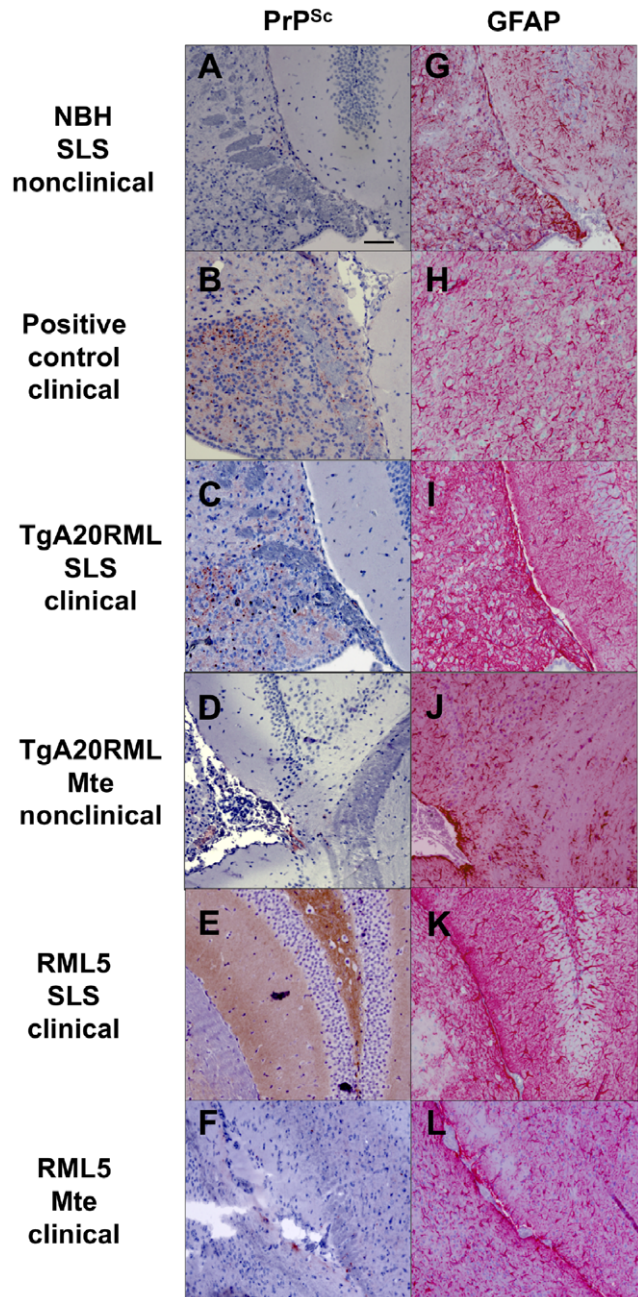 PrPSc GFAP
A G
NBH
SLS
nonclinical
B H
Positive
control
clinical
C I
TgA20RML
SLS
clinical
D J
TgA20RML
Mte
nonclinical
E K
RML5
SLS
clinical
F L
RML5
Mte
clinical